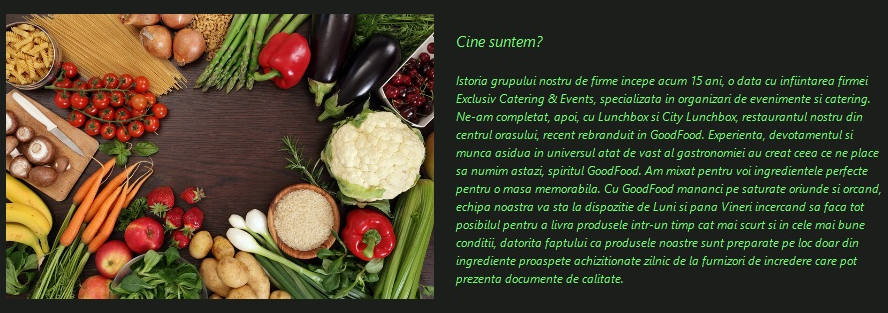 Cine suntem?
Istoria grupului nostru de firme incepe acum 15 ani, o data cu infiintarea firmei
Exclusiv Catering & Events, specializata in organizari de evenimente si catering.
Ne-am completat, apoi, cu Lunchbox si City Lunchbox, restaurantul nostru din
centrul orasului, recent rebranduit in GoodFood. Experienta, devotamentul si
munca asidua in universul atat de vast al gastronomiei au creat ceea ce ne place
sa numim astazi, spiritul GoodFood. Am mixat pentru voi ingredientele perfecte
pentru o masa memorabila. Cu GoodFood mananci pe saturate oriunde si orcand,
echipa noastra va sta la dispozitie de Luni si pana Vineri incercand sa faca tot
posibilul pentru a livra produsele intr-un timp cat mai scurt si in cele mai bune
conditii, datorita faptului ca produsele noastre sunt preparate pe loc doar din
ingrediente proaspete achizitionate zilnic de la furnizori de incredere care pot
prezenta documente de calitate.